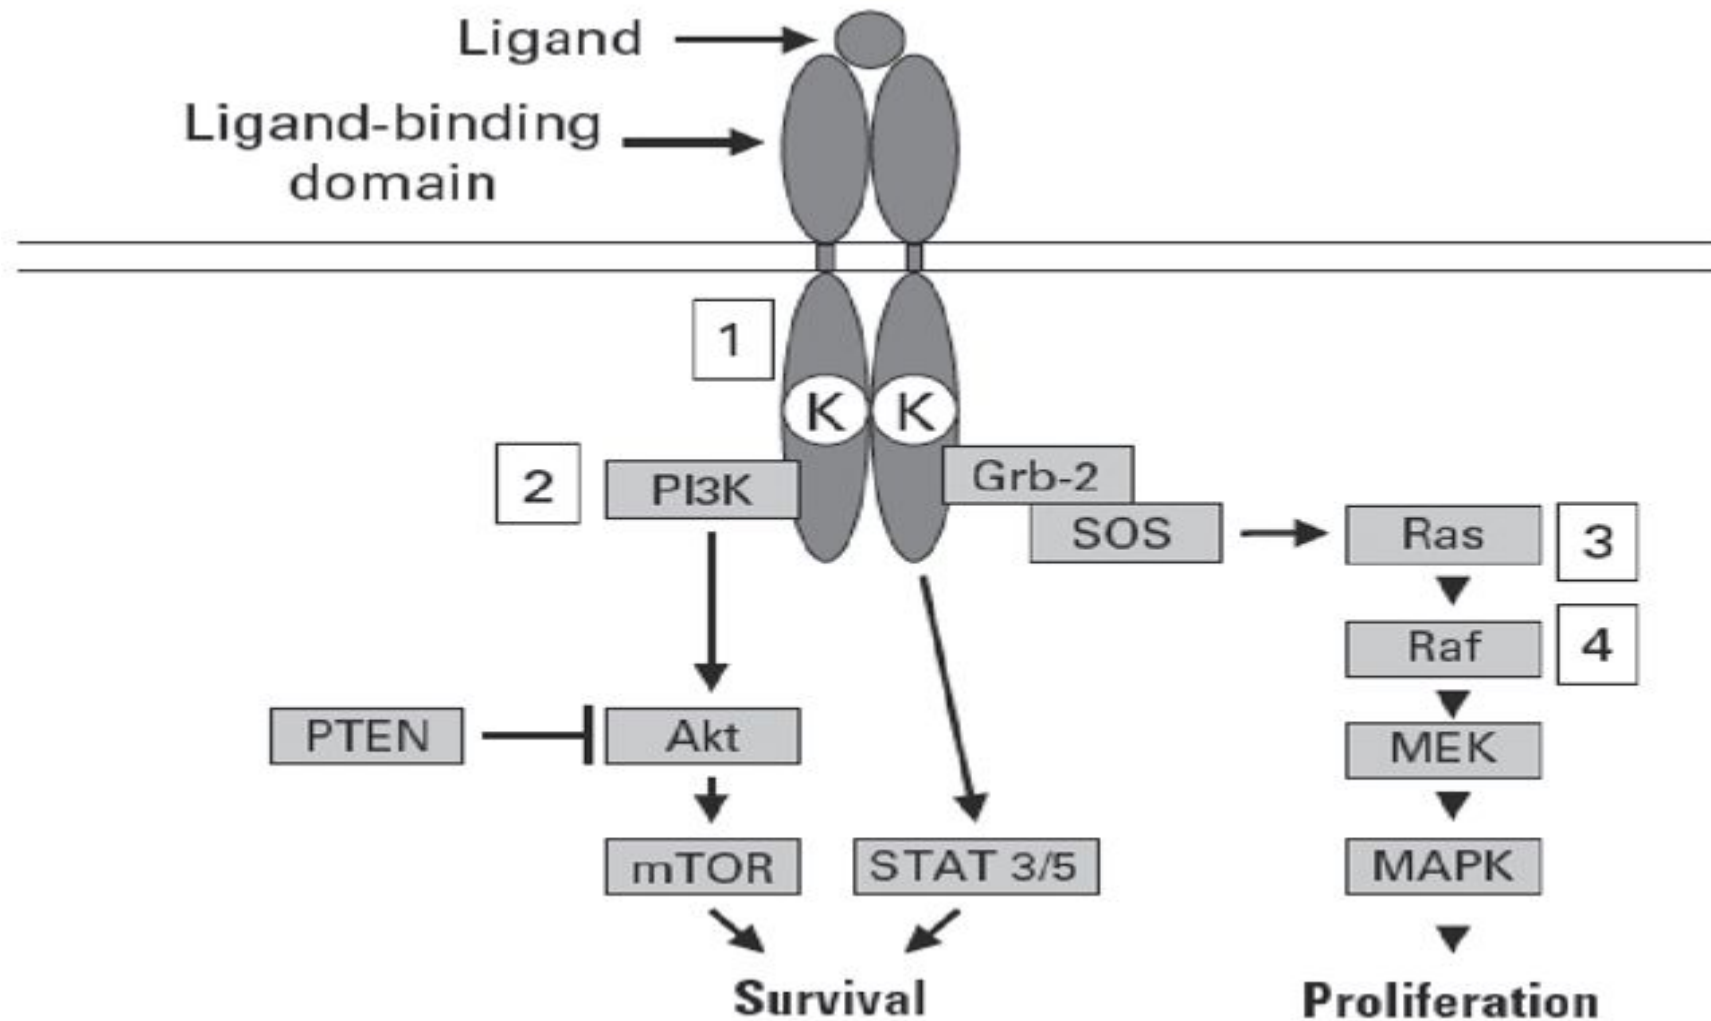 Ligand
Ligand-binding
domain
1
K K
2
PI3K
Grb-2
SOS
Ras
3
Raf
4
PTEN
Akt
MEK
mTOR
STAT 3/5
MAPK
Survival
Proliferation